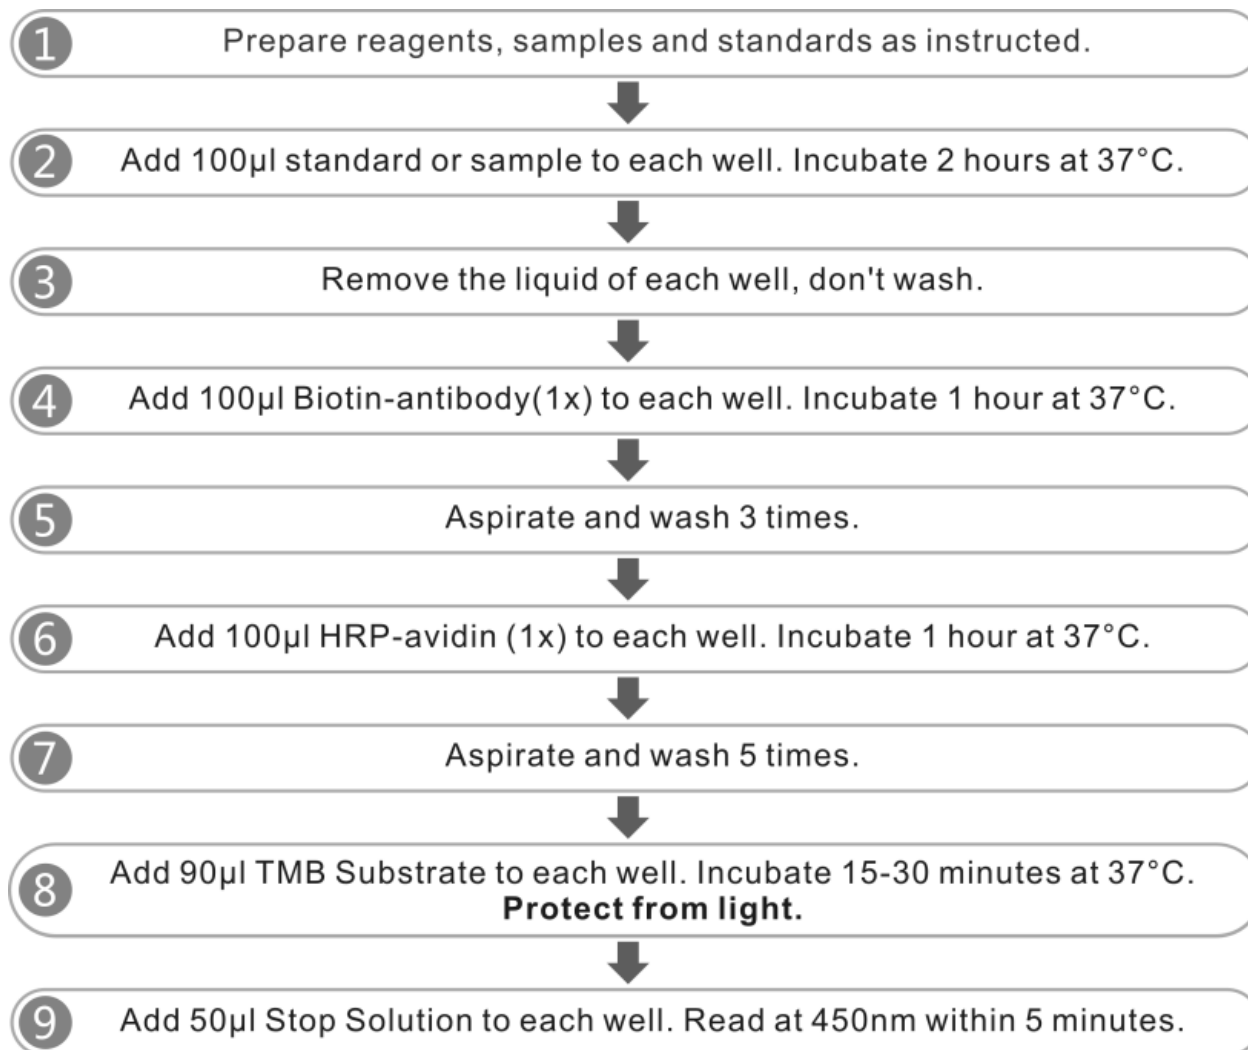 1 Prepare reagents, samples and standards as instructed.
2 Add 100µl standard or sample to each well. Incubate 2 hours at 37°C.
3 Remove the liquid of each well, don't wash.
4 Add 100µl Biotin-antibody(1x) to each well. Incubate 1 hour at 37°C.
5 Aspirate and wash 3 times.
6 Add 100µl HRP-avidin (1x) to each well. Incubate 1 hour at 37°C.
7 Aspirate and wash 5 times.
8 Add 90µl TMB Substrate to each well. Incubate 15-30 minutes at 37°C.
Protect from light.
9 Add 50µl Stop Solution to each well. Read at 450nm within 5 minutes.